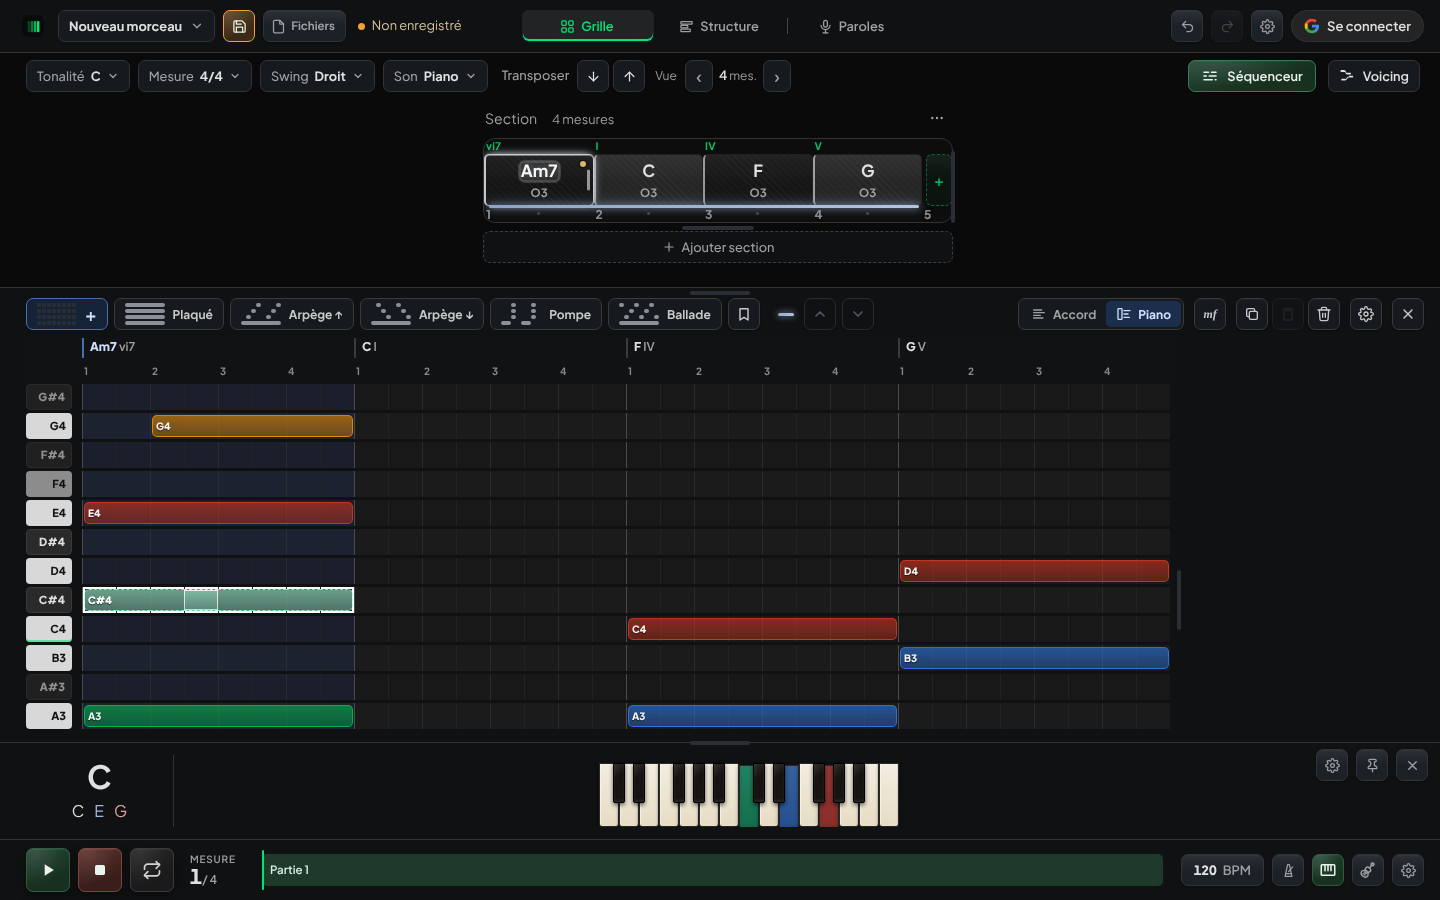 Nouveau morceau Fichiers Non enregistré Grille Structure Paroles Se connecter
Tonalité C Mesure 4/4 Swing Droit Son Piano Transposer Vue 4 mes. Séquenceur Voicing
Section 4 mesures
vi7 I IV V
Am7 C F G
O3 O3 O3 O3
1 2 3 4 5
+ Ajouter section
+ Plaqué Arpège ↑ Arpège ↓ Pompe Ballade Accord Piano mf
Am7 vi7 C I F IV G V
1 2 3 4 1 2 3 4 1 2 3 4 1 2 3 4
G#4
G4 G4
F#4
F4
E4 E4
D#4
D4 D4
C#4 C#4
C4 C4
B3 B3
A#3
A3 A3 A3
C
C E G
MESURE
1/4
Partie 1
120 BPM